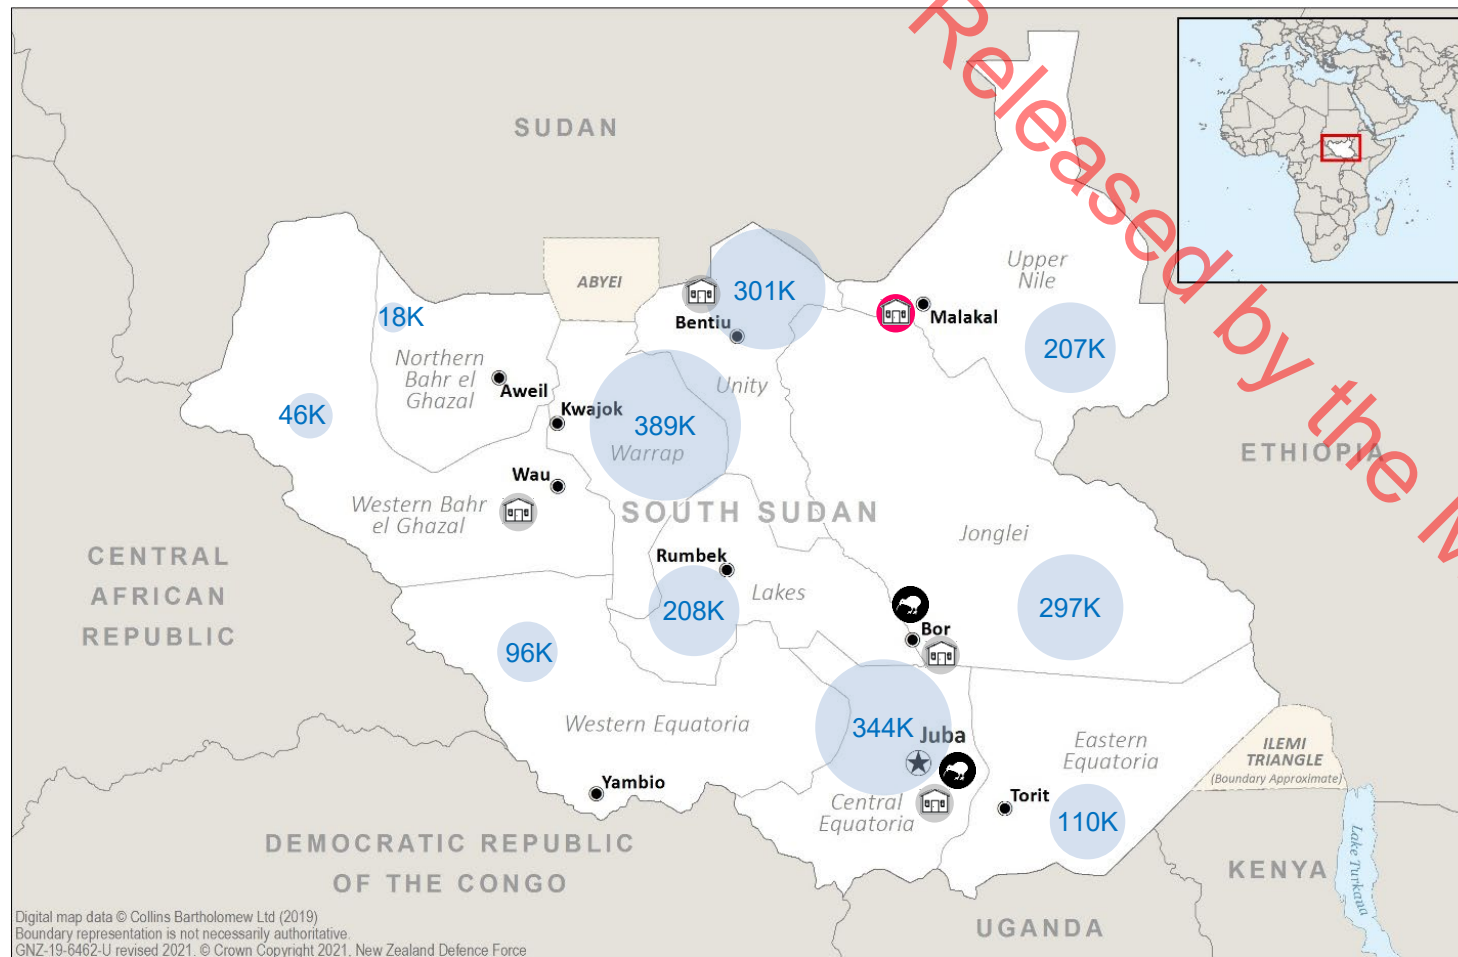 Released by the M
SUDAN
Upper
Nile
ABYEI
301K
18K
Bentiu
Malakal
207K
Northern
Bahr el
Ghazal
Unity
Aweil
46K
Kwajok
389K
Warrap
ETHIOPIA
Wau
Western Bahr
el Ghazal
SOUTH SUDAN
Jonglei
CENTRAL
AFRICAN
REPUBLIC
Rumbek
Lakes
208K
297K
Bor
96K
Western Equatoria
344K
Juba
Eastern
Equatoria
ILEMI
TRIANGLE
(Boundary Approximate)
Yambio
Central
Equatoria
Torit
110K
DEMOCRATIC REPUBLIC
OF THE CONGO
KENYA
Lake Turkana
UGANDA
Digital map data © Collins Bartholomew Ltd (2019)
Boundary representation is not necessarily authoritative.
GNZ-19-6462-U revised 2021. © Crown Copyright 2021, New Zealand Defence Force